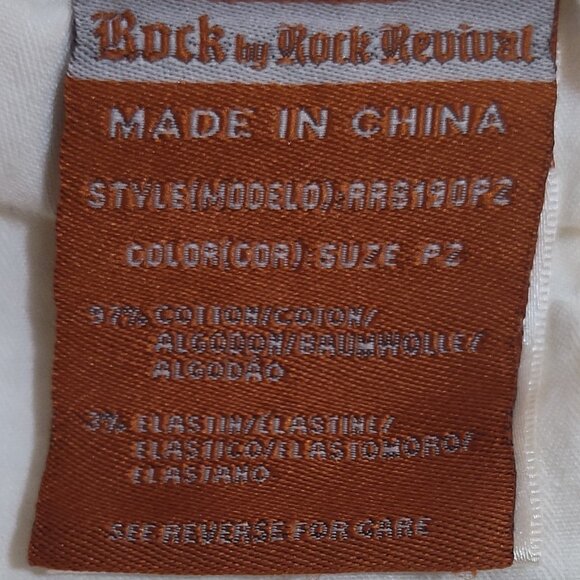 Rock by Rock Revival
MADE IN CHINA
STYLE(MODELO):RRS190P2
COLOR(COR):SUZE P2
97% COTTON/COTON/
ALGODON/BAUMWOLLE/
ALGODÃO
3% ELASTIN/ÉLASTINE/
ELASTICO/ELASTOMORO/
ELASTANO
SEE REVERSE FOR CARE